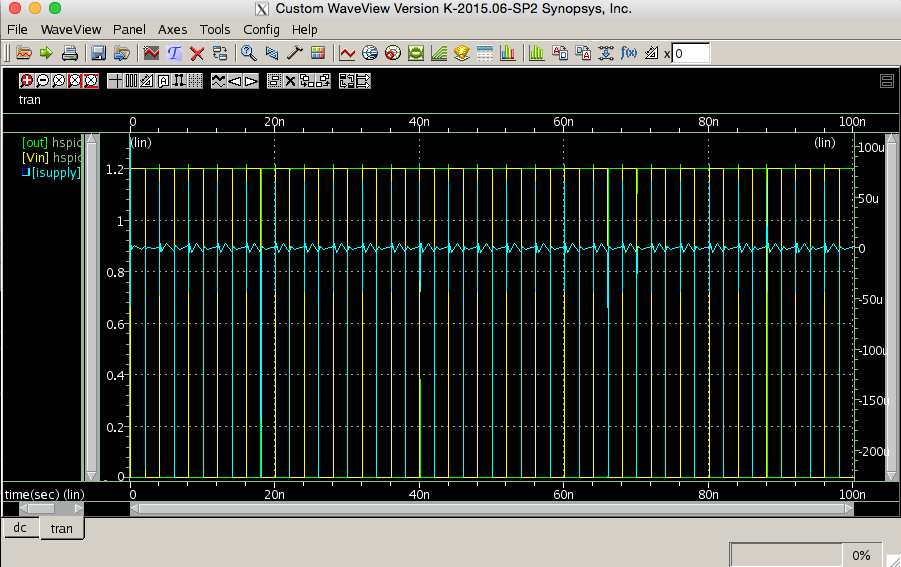 Custom WaveView Version K-2015.06-SP2 Synopsys, Inc.
File WaveView Panel Axes Tools Config Help
f(x) x 0
tran
0 20n 40n 60n 80n 100n
[out] hspic
[Vin] hspic
[isupply]
(lin) (lin)
1.2
1
0.8
0.6
0.4
0.2
0
100u
50u
0
-50u
-100u
-150u
-200u
time(sec) (lin)
0 20n 40n 60n 80n 100n
dc tran
0%